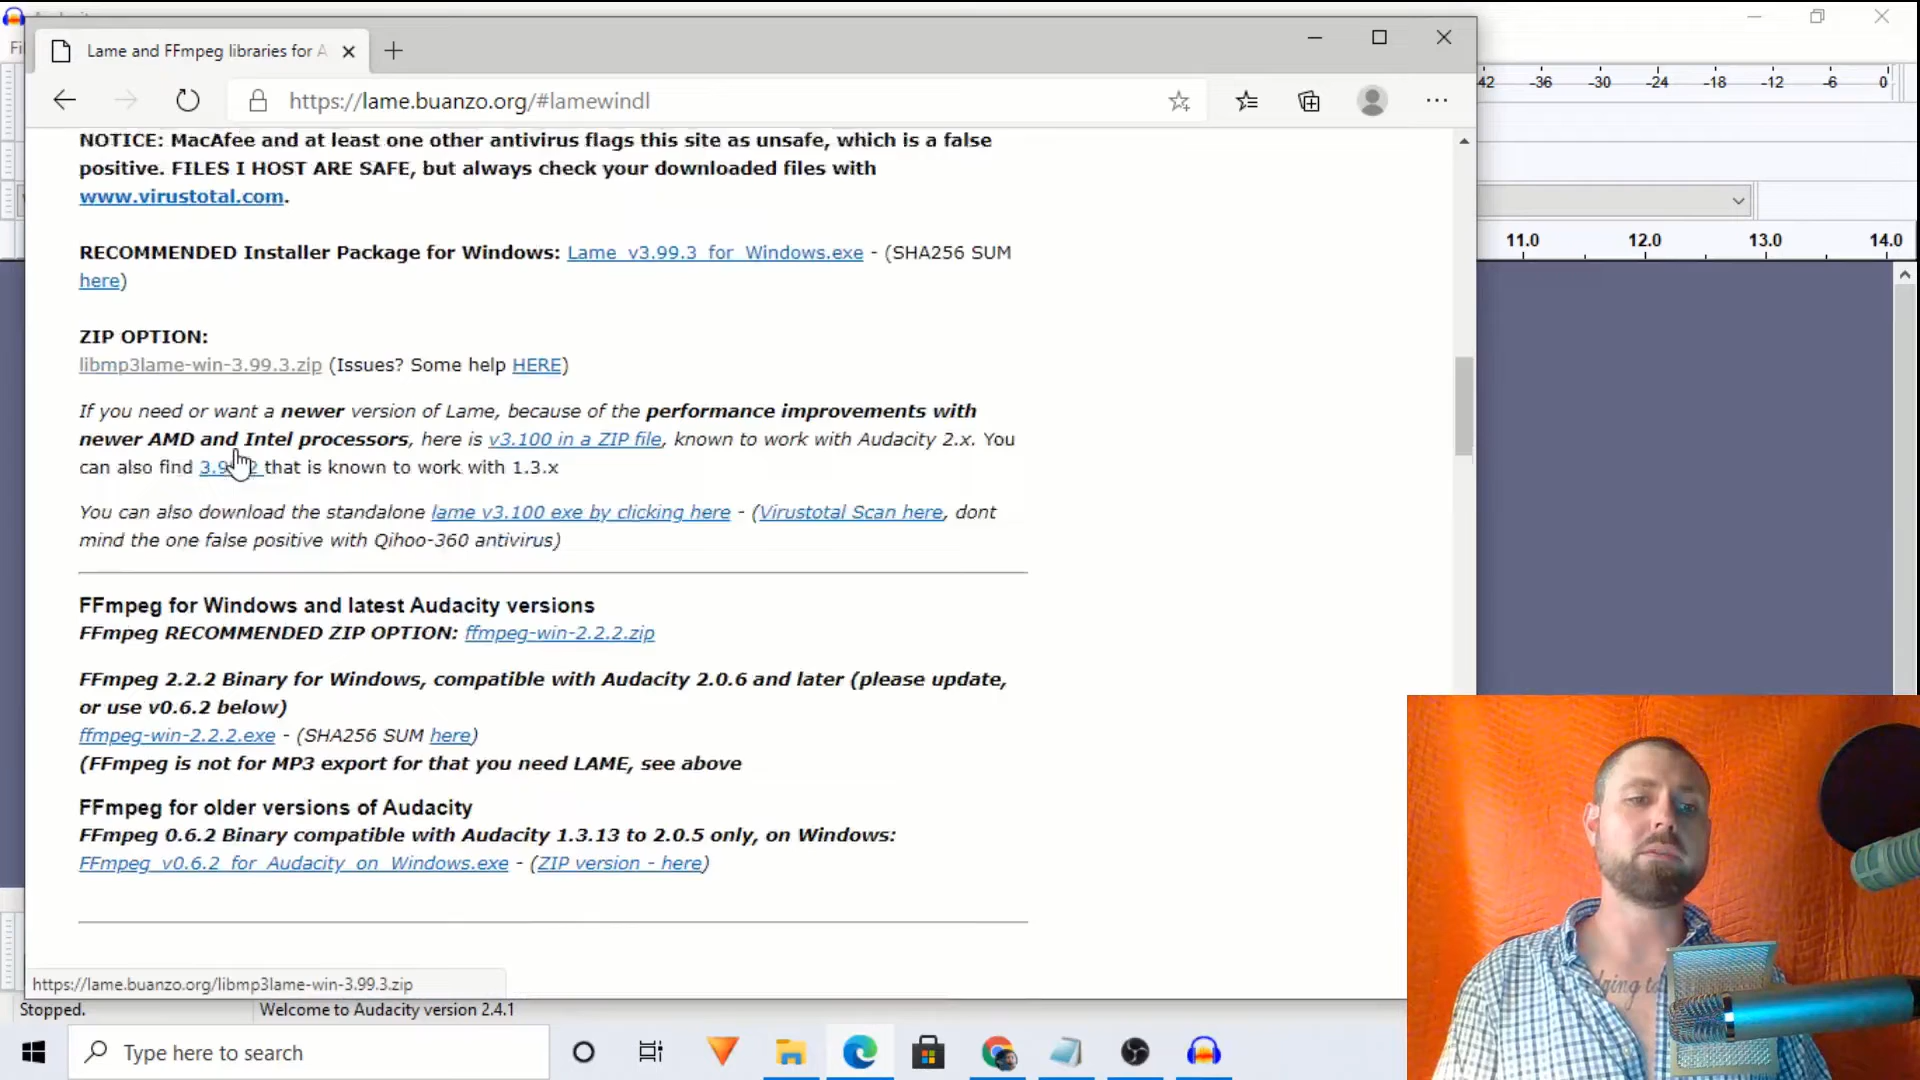 Lame and FFmpeg libraries for A
https://lame.buanzo.org/#lamewindl
-42 -36 -30 -24 -18 -12 -6 0
11.0 12.0 13.0 14.0
NOTICE: MacAfee and at least one other antivirus flags this site as unsafe, which is a false
positive. FILES I HOST ARE SAFE, but always check your downloaded files with
www.virustotal.com.
RECOMMENDED Installer Package for Windows: Lame_v3.99.3_for_Windows.exe - (SHA256 SUM
here)
ZIP OPTION:
libmp3lame-win-3.99.3.zip (Issues? Some help HERE)
If you need or want a newer version of Lame, because of the performance improvements with
newer AMD and Intel processors, here is v3.100 in a ZIP file, known to work with Audacity 2.x. You
can also find that is known to work with 1.3.x
You can also download the standalone lame v3.100 exe by clicking here - (Virustotal Scan here, dont
mind the one false positive with Qihoo-360 antivirus)
FFmpeg for Windows and latest Audacity versions
FFmpeg RECOMMENDED ZIP OPTION: ffmpeg-win-2.2.2.zip
FFmpeg 2.2.2 Binary for Windows, compatible with Audacity 2.0.6 and later (please update,
or use v0.6.2 below)
ffmpeg-win-2.2.2.exe - (SHA256 SUM here)
(FFmpeg is not for MP3 export for that you need LAME, see above
FFmpeg for older versions of Audacity
FFmpeg 0.6.2 Binary compatible with Audacity 1.3.13 to 2.0.5 only, on Windows:
FFmpeg_v0.6.2_for_Audacity_on_Windows.exe - (ZIP version - here)
https://lame.buanzo.org/libmp3lame-win-3.99.3.zip
Stopped. Welcome to Audacity version 2.4.1
Type here to search